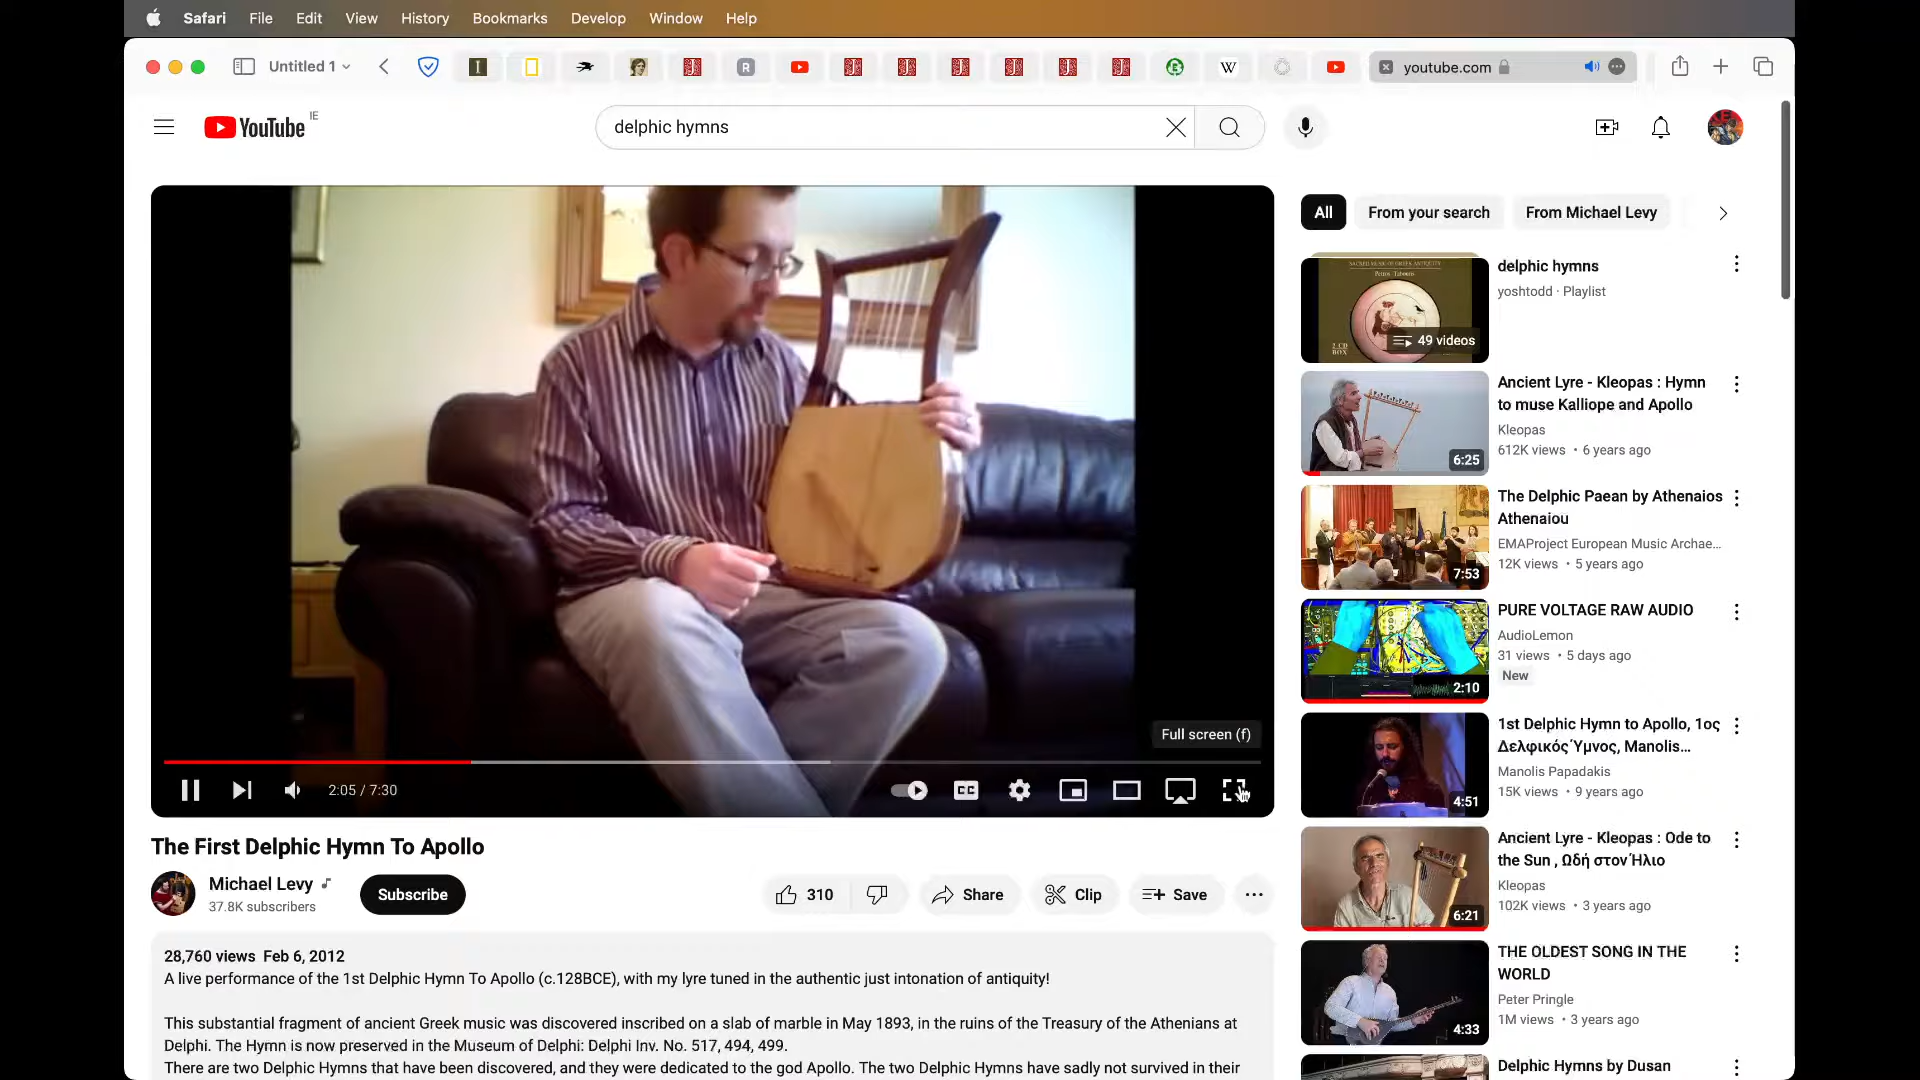 Safari File Edit View History Bookmarks Develop Window Help
Untitled 1
R
W
youtube.com
YouTube IE
delphic hymns
Full screen (f)
2:05 / 7:30
CC
The First Delphic Hymn To Apollo
Michael Levy
37.8K subscribers
Subscribe
310
Share
Clip
Save
28,760 views Feb 6, 2012
A live performance of the 1st Delphic Hymn To Apollo (c.128BCE), with my lyre tuned in the authentic just intonation of antiquity!
This substantial fragment of ancient Greek music was discovered inscribed on a slab of marble in May 1893, in the ruins of the Treasury of the Athenians at
Delphi. The Hymn is now preserved in the Museum of Delphi: Delphi Inv. No. 517, 494, 499.
There are two Delphic Hymns that have been discovered, and they were dedicated to the god Apollo. The two Delphic Hymns have sadly not survived in their
All From your search From Michael Levy
SACRED MUSIC OF GREEK ANTIQUITY
Petros Tabouris
2 CD
BOX
49 videos
delphic hymns
yoshtodd · Playlist
6:25
Ancient Lyre - Kleopas : Hymn
to muse Kalliope and Apollo
Kleopas
612K views • 6 years ago
7:53
The Delphic Paean by Athenaios
Athenaiou
EMAProject European Music Archae...
12K views • 5 years ago
2:10
PURE VOLTAGE RAW AUDIO
AudioLemon
31 views • 5 days ago
New
4:51
1st Delphic Hymn to Apollo, 1ος
Δελφικός Ύμνος, Manolis...
Manolis Papadakis
15K views • 9 years ago
6:21
Ancient Lyre - Kleopas : Ode to
the Sun , Ωδή στον Ήλιο
Kleopas
102K views • 3 years ago
4:33
THE OLDEST SONG IN THE
WORLD
Peter Pringle
1M views • 3 years ago
Delphic Hymns by Dusan